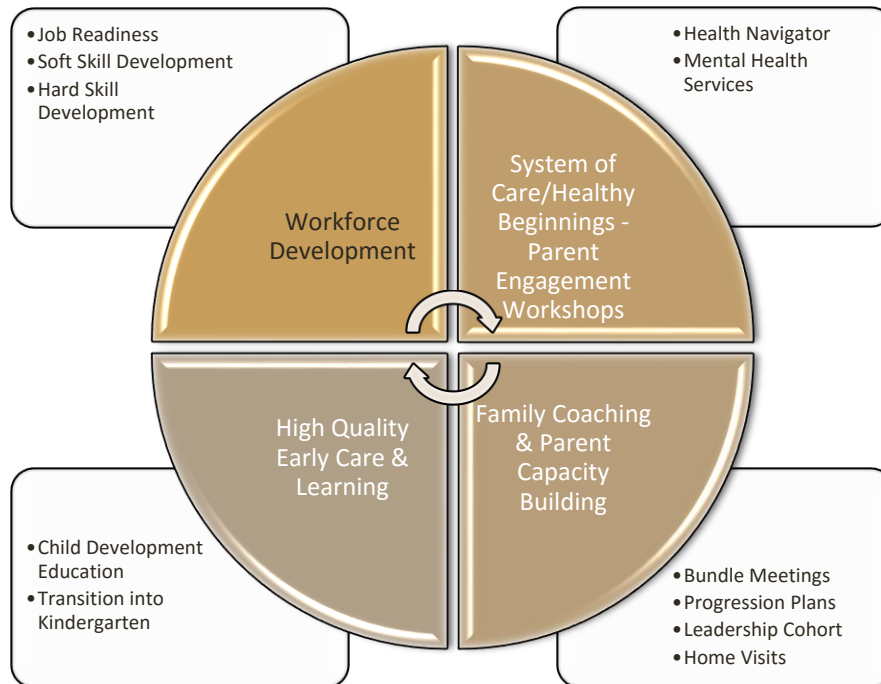 •Job Readiness
•Soft Skill Development
•Hard Skill
Development
•Health Navigator
•Mental Health
Services
Workforce
Development
System of
Care/Healthy
Beginnings -
Parent
Engagement
Workshops
High Quality
Early Care &
Learning
Family Coaching
& Parent
Capacity
Building
•Child Development
Education
•Transition into
Kindergarten
•Bundle Meetings
•Progression Plans
•Leadership Cohort
•Home Visits